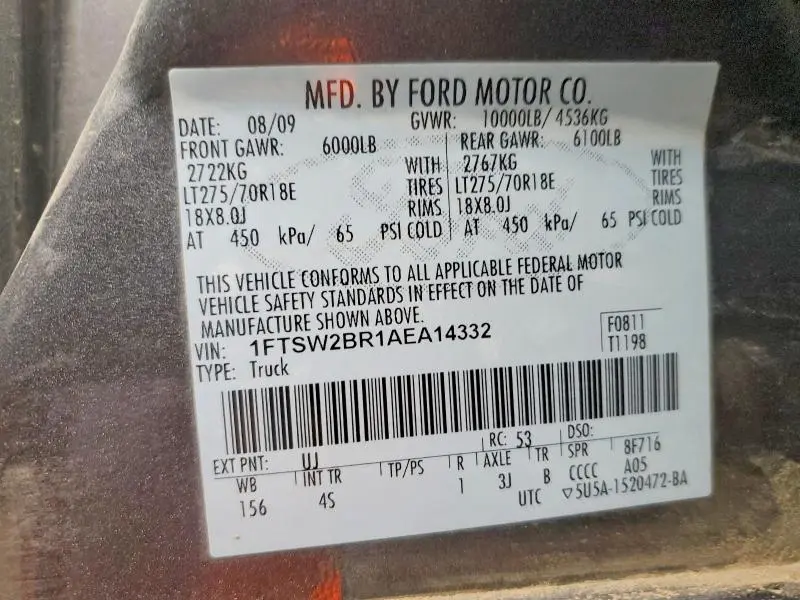 MFD. BY FORD MOTOR CO.
DATE: 08/09 GVWR: 10000LB/ 4536KG
FRONT GAWR: 6000LB REAR GAWR: 6100LB
2722KG WITH 2767KG WITH
LT275/70R18E TIRES LT275/70R18E TIRES
18X8.0J RIMS 18X8.0J RIMS
AT 450 kPa/ 65 PSI COLD AT 450 kPa/ 65 PSI COLD
THIS VEHICLE CONFORMS TO ALL APPLICABLE FEDERAL MOTOR
VEHICLE SAFETY STANDARDS IN EFFECT ON THE DATE OF
MANUFACTURE SHOWN ABOVE.
VIN: 1FTSW2BR1AEA14332 F0811
TYPE: Truck T1198
EXT PNT: UJ RC: 53 DSO:
WB INT TR TP/PS R AXLE TR SPR 8F716
156 4S 1 3J B CCCC A05
UTC ▽5U5A-1520472-BA